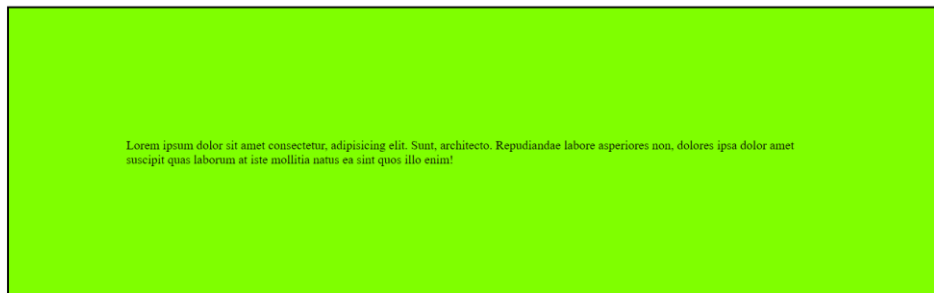 Lorem ipsum dolor sit amet consectetur, adipisicing elit. Sunt, architecto. Repudiandae labore asperiores non, dolores ipsa dolor amet
suscipit quas laborum at iste mollitia natus ea sint quos illo enim!